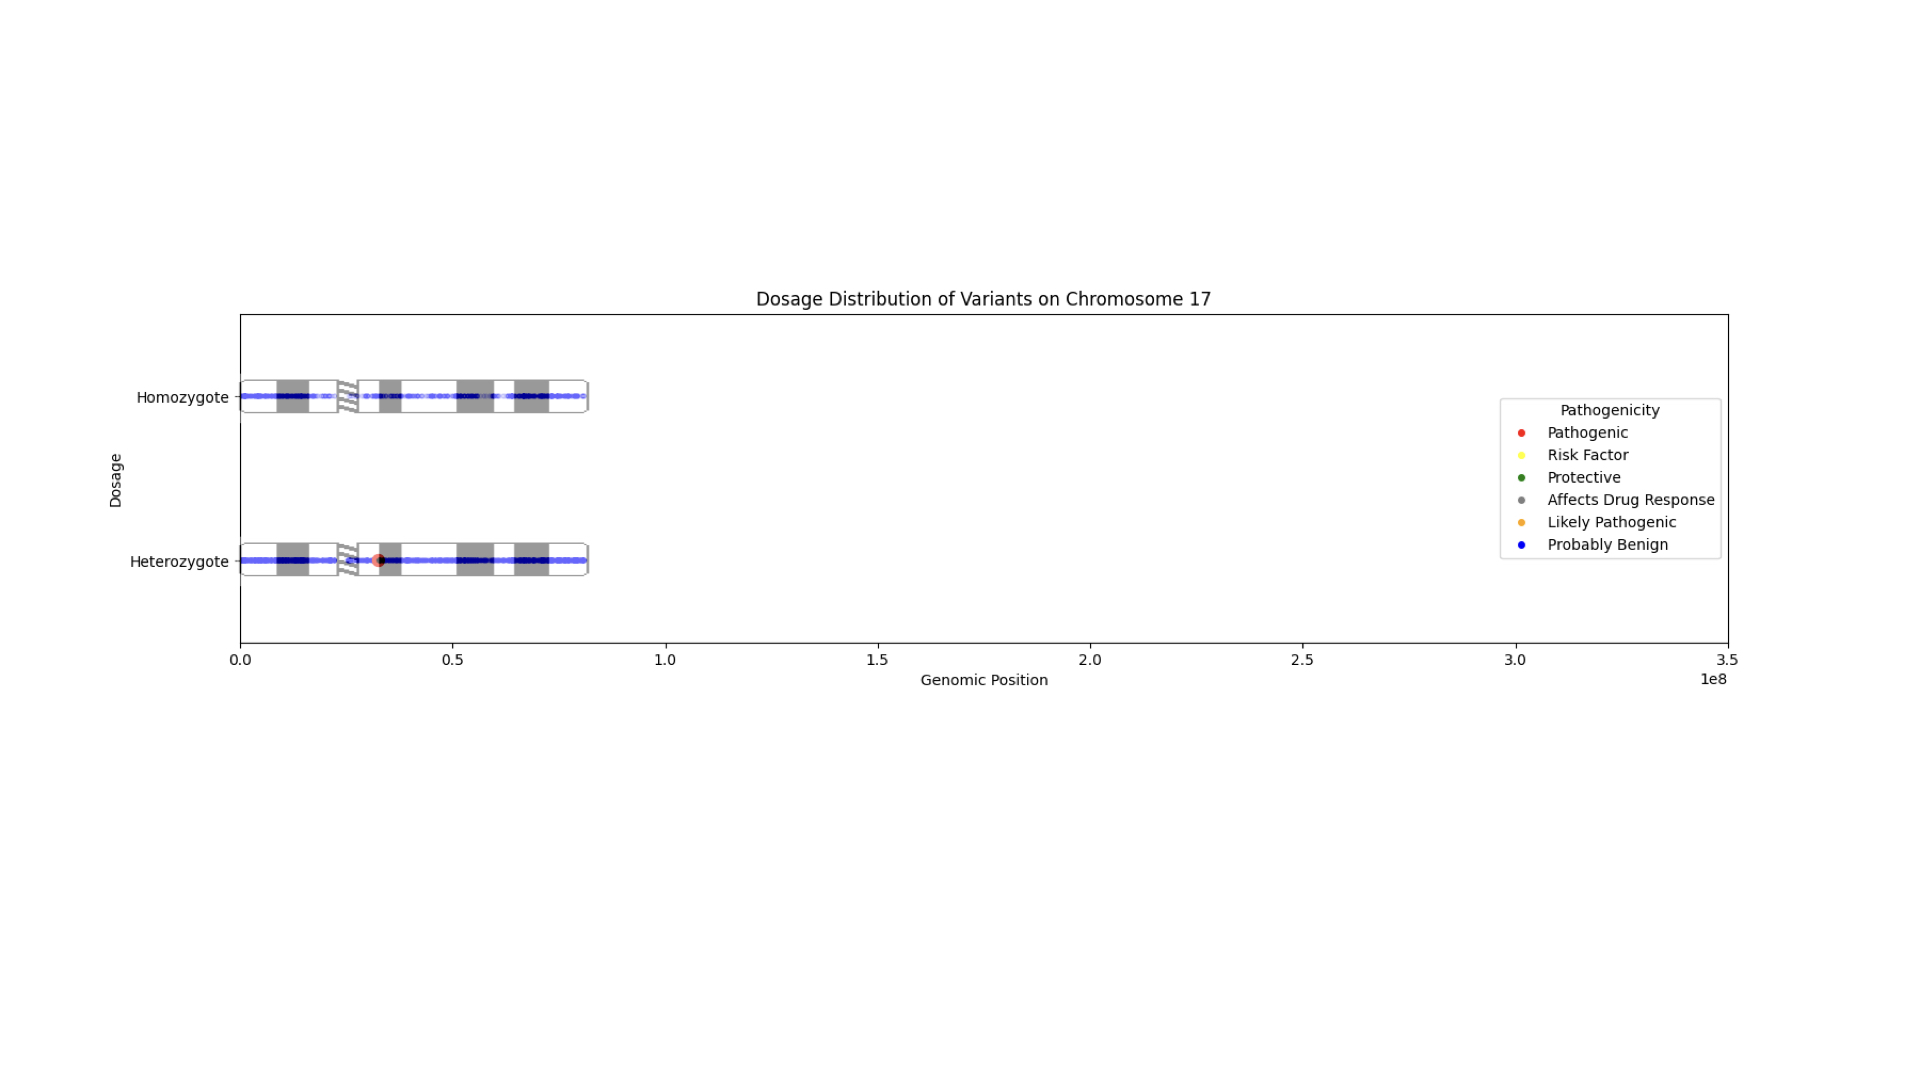 Dosage Distribution of Variants on Chromosome 17
Homozygote
Heterozygote
Dosage
Pathogenicity
Pathogenic
Risk Factor
Protective
Affects Drug Response
Likely Pathogenic
Probably Benign
0.0 0.5 1.0 1.5 2.0 2.5 3.0 3.5
Genomic Position
1e8